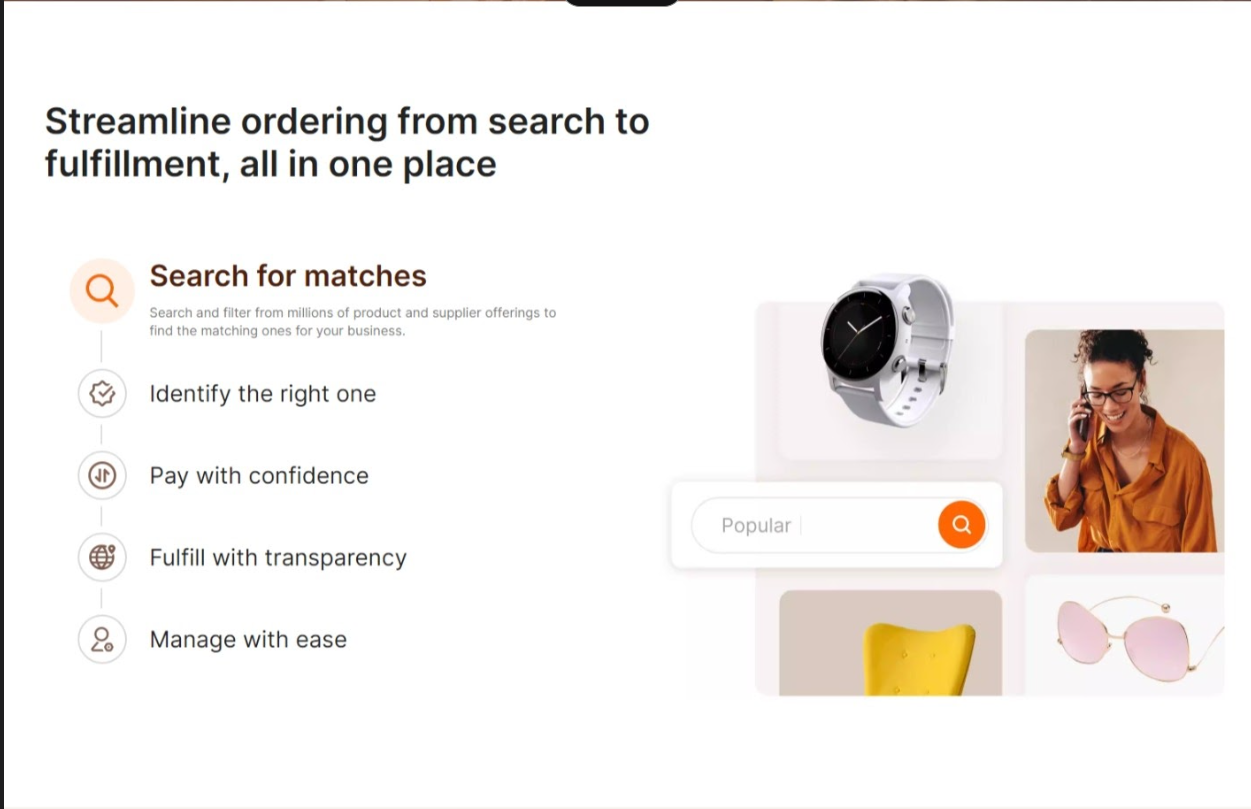 Streamline ordering from search to
fulfillment, all in one place
Search for matches
Search and filter from millions of product and supplier offerings to
find the matching ones for your business.
Identify the right one
Pay with confidence
Fulfill with transparency
Manage with ease
Popular